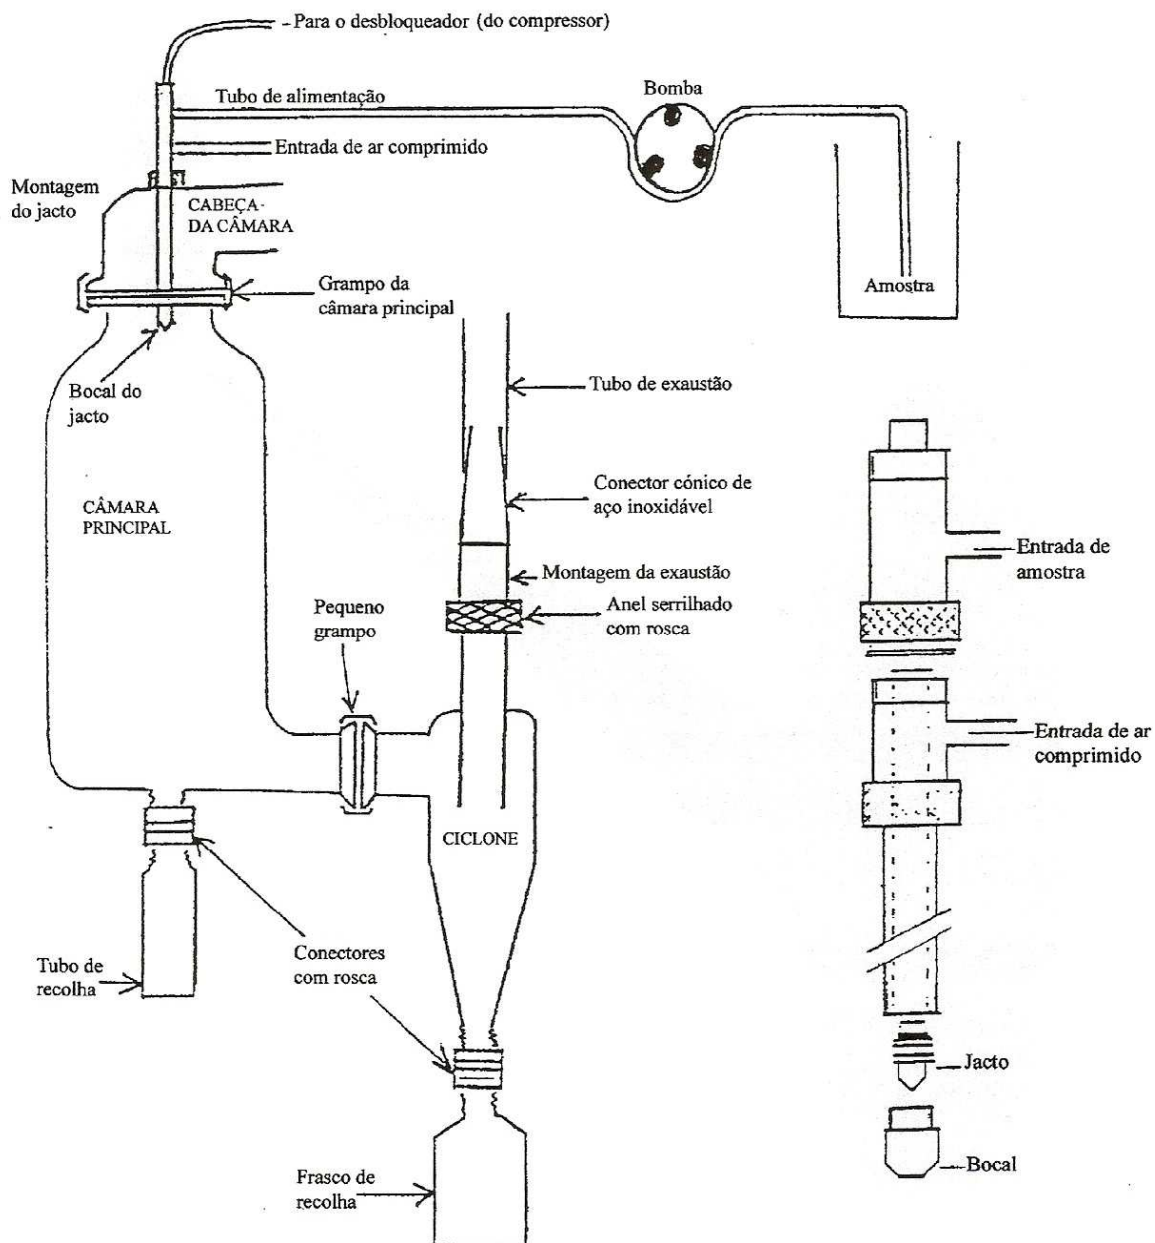 Para o desbloqueador (do compressor)
Tubo de alimentação
Bomba
Entrada de ar comprimido
Montagem
do jacto
CABEÇA-
DA CÂMARA
Grampo da
câmara principal
Amostra
Bocal do
jacto
Tubo de exaustão
CÂMARA
PRINCIPAL
Conector cónico de
aço inoxidável
Entrada de
amostra
Montagem da exaustão
Pequeno
grampo
Anel serrilhado
com rosca
Entrada de ar
comprimido
CICLONE
Tubo de
recolha
Conectores
com rosca
Jacto
Bocal
Frasco de
recolha